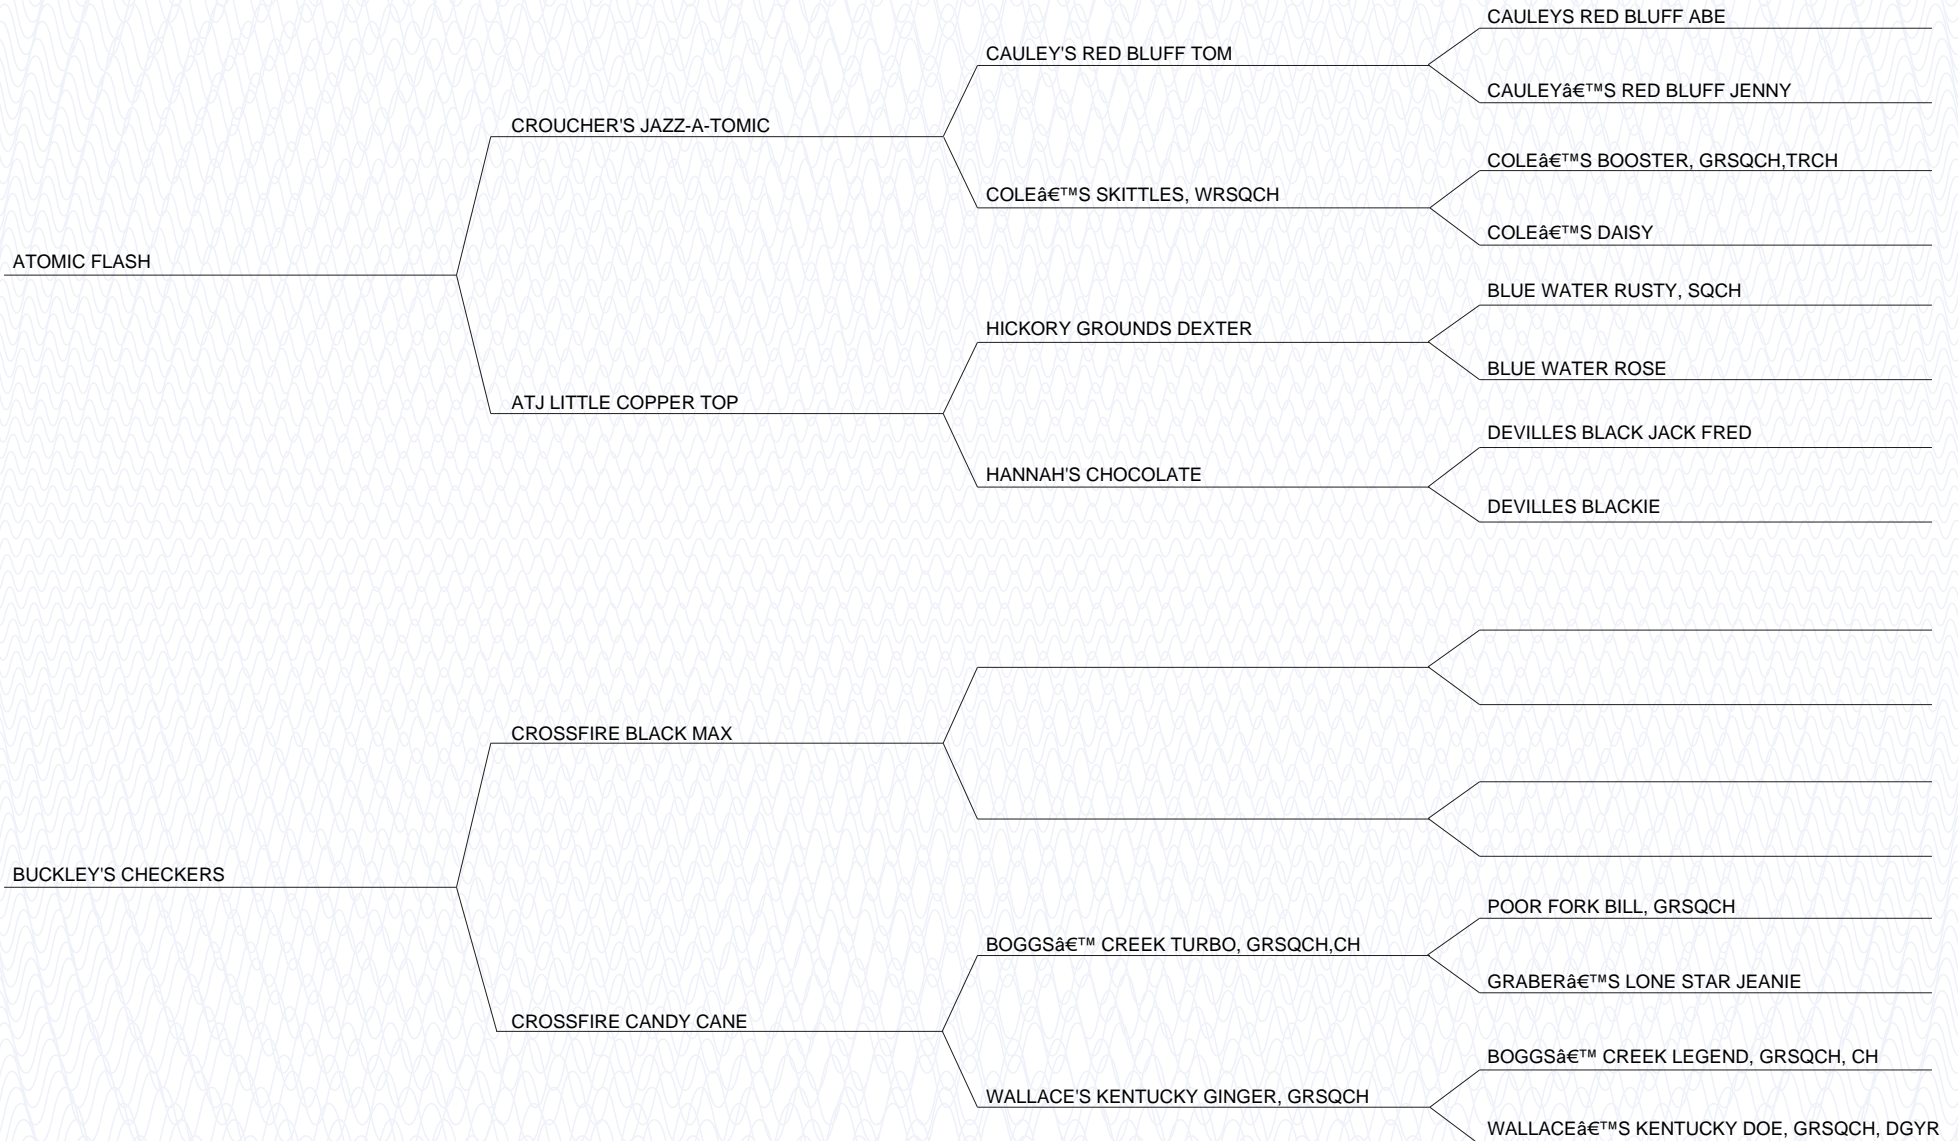 CAULEYS RED BLUFF ABE
CAULEY'S RED BLUFF TOM
CAULEYâ€™S RED BLUFF JENNY
CROUCHER'S JAZZ-A-TOMIC
COLEâ€™S BOOSTER, GRSQCH,TRCH
COLEâ€™S SKITTLES, WRSQCH
COLEâ€™S DAISY
ATOMIC FLASH
BLUE WATER RUSTY, SQCH
HICKORY GROUNDS DEXTER
BLUE WATER ROSE
ATJ LITTLE COPPER TOP
DEVILLES BLACK JACK FRED
HANNAH'S CHOCOLATE
DEVILLES BLACKIE
CROSSFIRE BLACK MAX
BUCKLEY'S CHECKERS
POOR FORK BILL, GRSQCH
BOGGSâ€™ CREEK TURBO, GRSQCH,CH
GRABERâ€™S LONE STAR JEANIE
CROSSFIRE CANDY CANE
BOGGSâ€™ CREEK LEGEND, GRSQCH, CH
WALLACE'S KENTUCKY GINGER, GRSQCH
WALLACEâ€™S KENTUCKY DOE, GRSQCH, DGYR